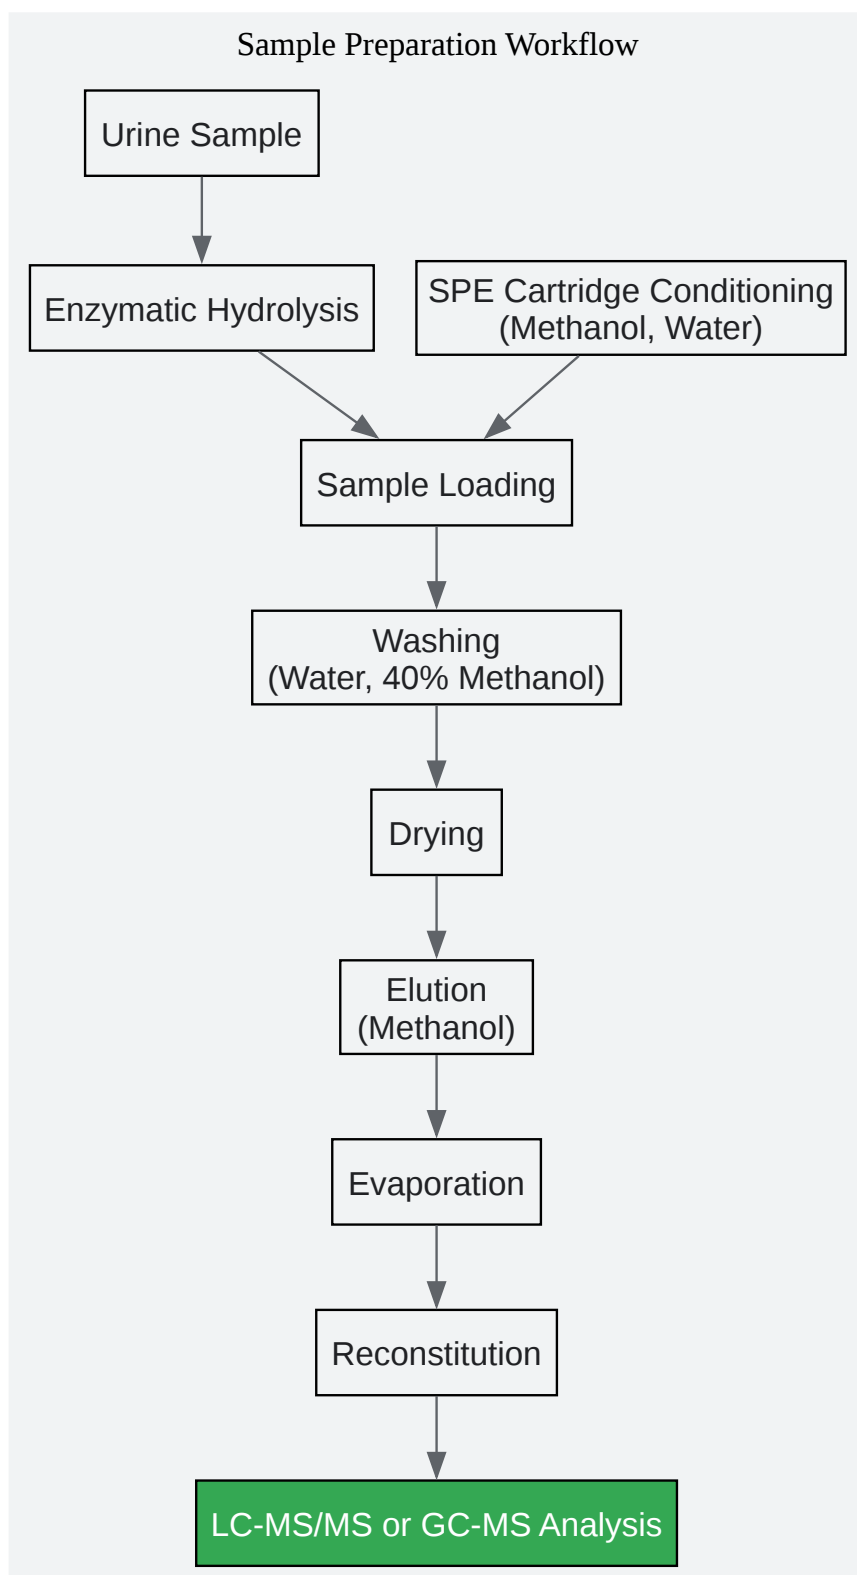 Sample Preparation Workflow
Urine Sample
Enzymatic Hydrolysis
SPE Cartridge Conditioning
(Methanol, Water)
Sample Loading
Washing
(Water, 40% Methanol)
Drying
Elution
(Methanol)
Evaporation
Reconstitution
LC-MS/MS or GC-MS Analysis